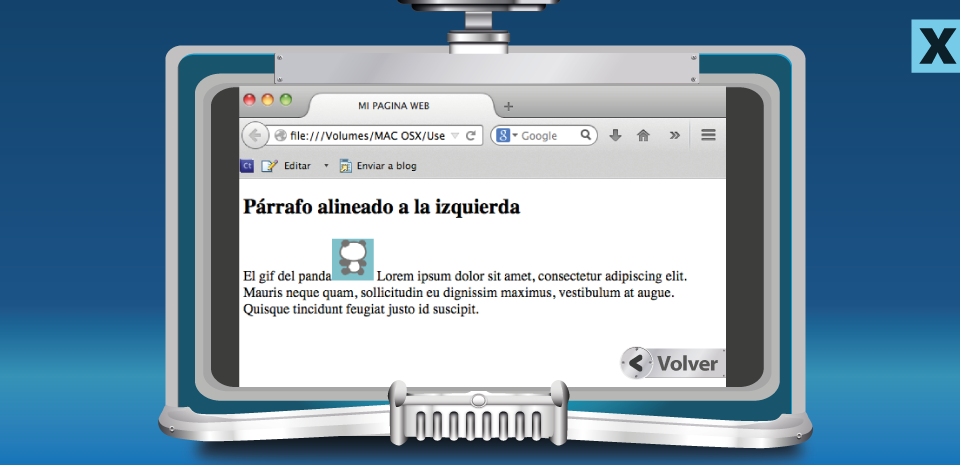 X
MI PAGINA WEB
+
file:///Volumes/MAC OSX/Use
8
Google
Ct
Editar
Enviar a blog
Párrafo alineado a la izquierda
El gif del panda Lorem ipsum dolor sit amet, consectetur adipiscing elit.
Mauris neque quam, sollicitudin eu dignissim maximus, vestibulum at augue.
Quisque tincidunt feugiat justo id suscipit.
Volver